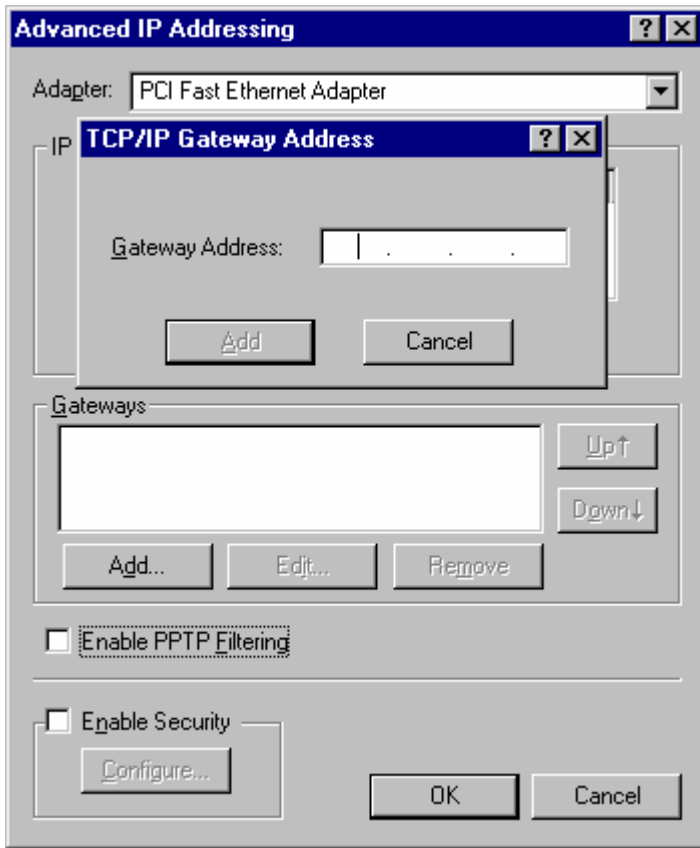 Advanced IP Addressing
Adapter: PCI Fast Ethernet Adapter
IP
TCP/IP Gateway Address
Gateway Address: . . .
Add Cancel
Gateways
Up↑
Down↓
Add... Edit... Remove
Enable PPTP Filtering
Enable Security
Configure...
OK Cancel